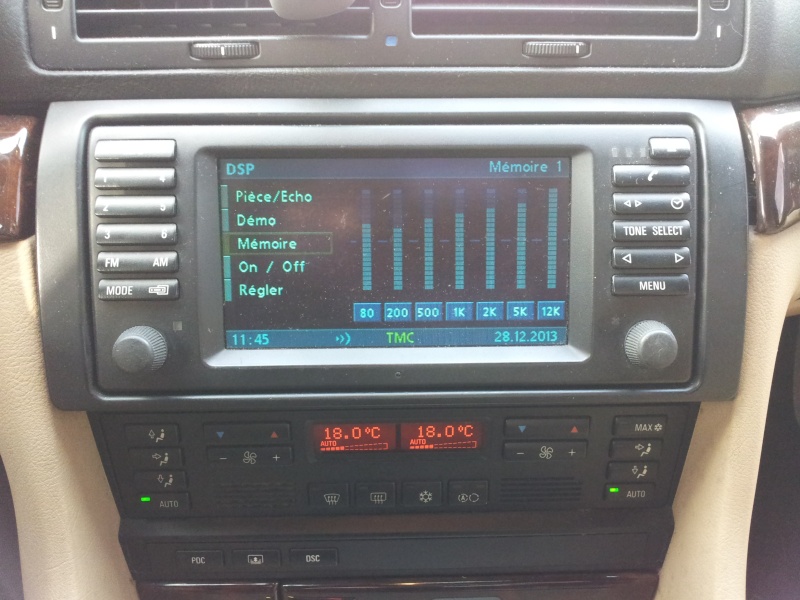 DSP Mémoire 1
Pièce/Echo
Démo
Mémoire
On / Off
Régler
80 200 500 1K 2K 5K 12K
11:45 TMC 28.12.2013
1 4
2 5
3 6
FM AM
MODE
TONE SELECT
MENU
18.0°C 18.0°C
AUTO AUTO
MAX
- + - +
AUTO AUTO
PDC DSC